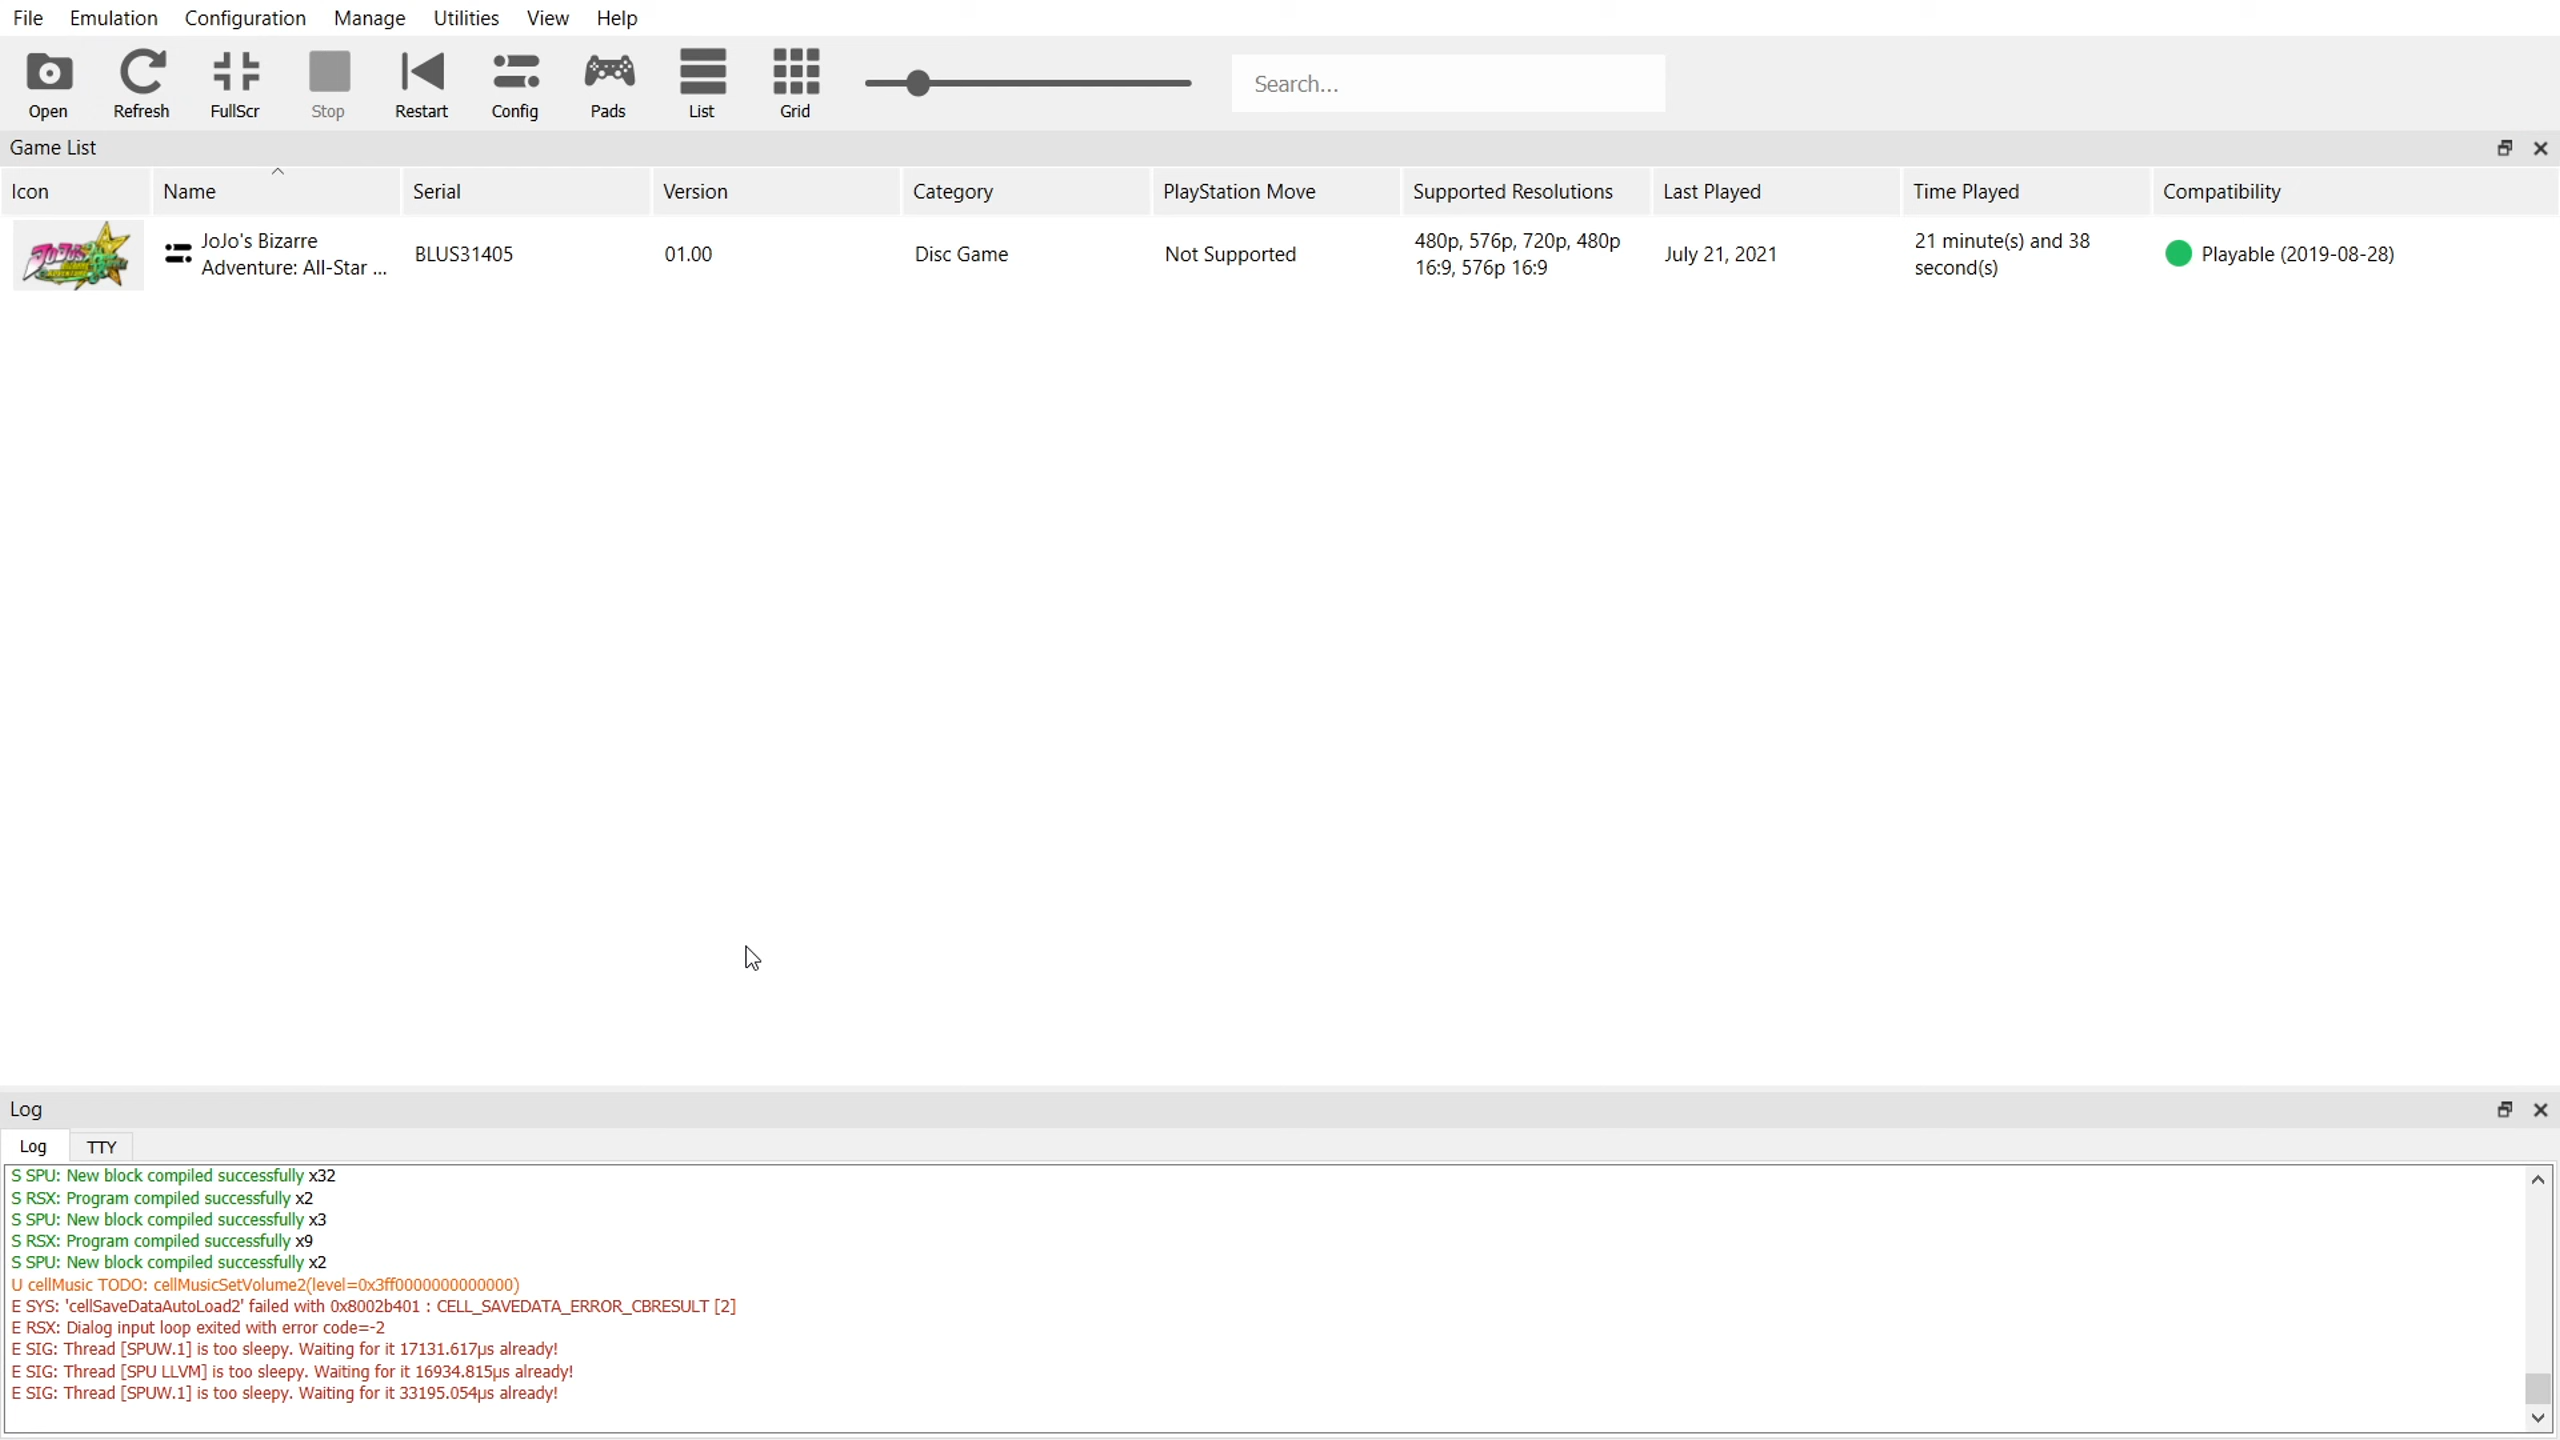 File Emulation Configuration Manage Utilities View Help
Open Refresh FullScr Stop Restart Config Pads List Grid Search...
Game List
Icon Name Serial Version Category PlayStation Move Supported Resolutions Last Played Time Played Compatibility
JoJo's Bizarre
Adventure: All-Star ...
BLUS31405
01.00
Disc Game
Not Supported
480p, 576p, 720p, 480p
16:9, 576p 16:9
July 21, 2021
21 minute(s) and 38
second(s)
Playable (2019-08-28)
Log
Log TTY
S SPU: New block compiled successfully x32
S RSX: Program compiled successfully x2
S SPU: New block compiled successfully x3
S RSX: Program compiled successfully x9
S SPU: New block compiled successfully x2
U cellMusic TODO: cellMusicSetVolume2(level=0x3ff0000000000000)
E SYS: 'cellSaveDataAutoLoad2' failed with 0x8002b401 : CELL_SAVEDATA_ERROR_CBRESULT [2]
E RSX: Dialog input loop exited with error code=-2
E SIG: Thread [SPUW.1] is too sleepy. Waiting for it 17131.617µs already!
E SIG: Thread [SPU LLVM] is too sleepy. Waiting for it 16934.815µs already!
E SIG: Thread [SPUW.1] is too sleepy. Waiting for it 33195.054µs already!